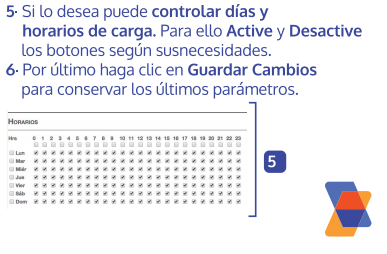 5· Si lo desea puede controlar días y
horarios de carga. Para ello Active y Desactive
los botones según susnecesidades.
6· Por último haga clic en Guardar Cambios
para conservar los últimos parámetros.
Horarios
Hrs 0 1 2 3 4 5 6 7 8 9 10 11 12 13 14 15 16 17 18 19 20 21 22 23
Lun
Mar
Miér
Jue
Vier
Sáb
Dom
5